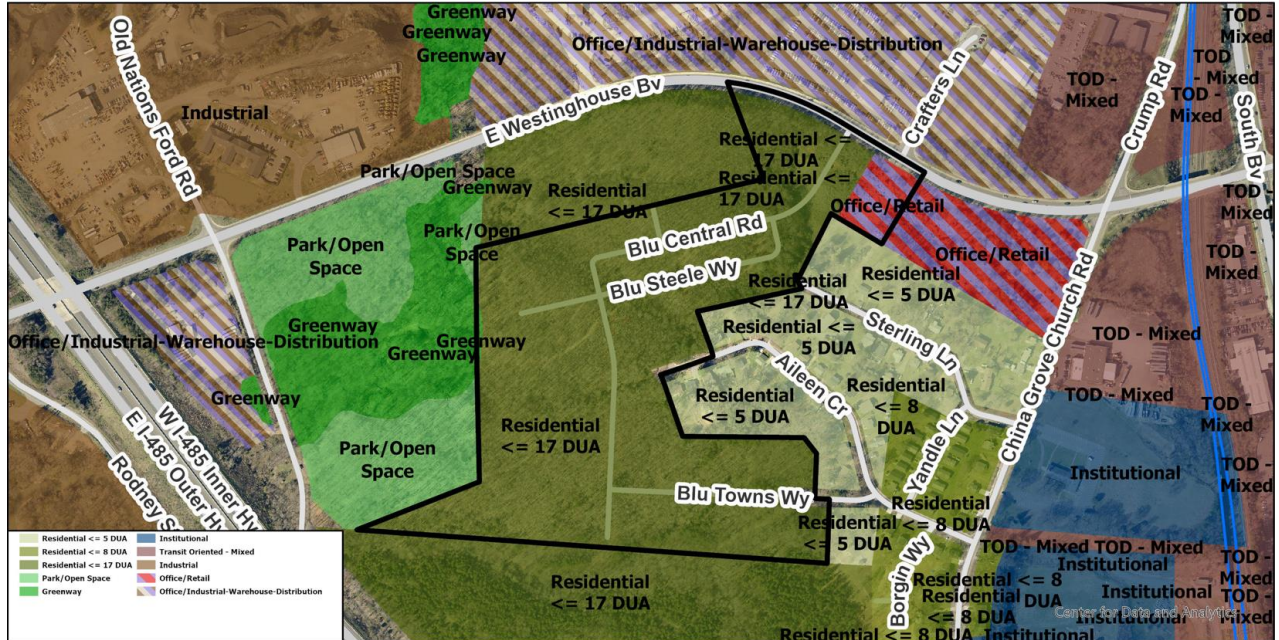 Greenway
TOD -
Mixed
Greenway
Office/Industrial-Warehouse-Distribution
Greenway
TOD
- Mixed
Old Nations Ford Rd
Crafters Ln
Crump Rd
TOD -
Mixed
TOD -
Mixed
E Westinghouse Bv
South Bv
Industrial
Residential <=
17 DUA
TOD -
Mixed
Park/Open Space
Greenway
Residential
<= 17 DUA
Residential <=
17 DUA
TOD -
Mixed
Office/Retail
Park/Open
Space
Park/Open
Space
Blu Central Rd
Office/Retail
TOD -
Mixed
Blu Steele Wy
Residential
<= 17 DUA
Residential
<= 5 DUA
China Grove Church Rd
Greenway
Office/Industrial-Warehouse-Distribution
Greenway
Greenway
Residential <=
5 DUA
Sterling Ln
TOD - Mixed
Aileen Cr
Greenway
Residential
<= 5 DUA
Residential
<= 8
DUA
TOD - Mixed
TOD -
Mixed
W I-485 Inner Hy
E I-485 Outer Hy
Rodney S
Park/Open
Space
Residential
<= 17 DUA
Yandle Ln
Institutional
TOD -
Mixed
Blu Towns Wy
Residential
<= 8 DUA
Residential
<= 5 DUA
TOD - Mixed
TOD - Mixed
Borgin Wy
Institutional
TOD -
Mixed
Residential
<= 17 DUA
Residential <= 8
DUA
Residential
<= 8 DUA
Institutional
TOD -
Mixed
Center for Data and Analytics
Institutional
Residential <= 8 DUA
Institutional
Residential <= 5 DUA
Residential <= 8 DUA
Residential <= 17 DUA
Park/Open Space
Greenway
Institutional
Transit Oriented - Mixed
Industrial
Office/Retail
Office/Industrial-Warehouse-Distribution